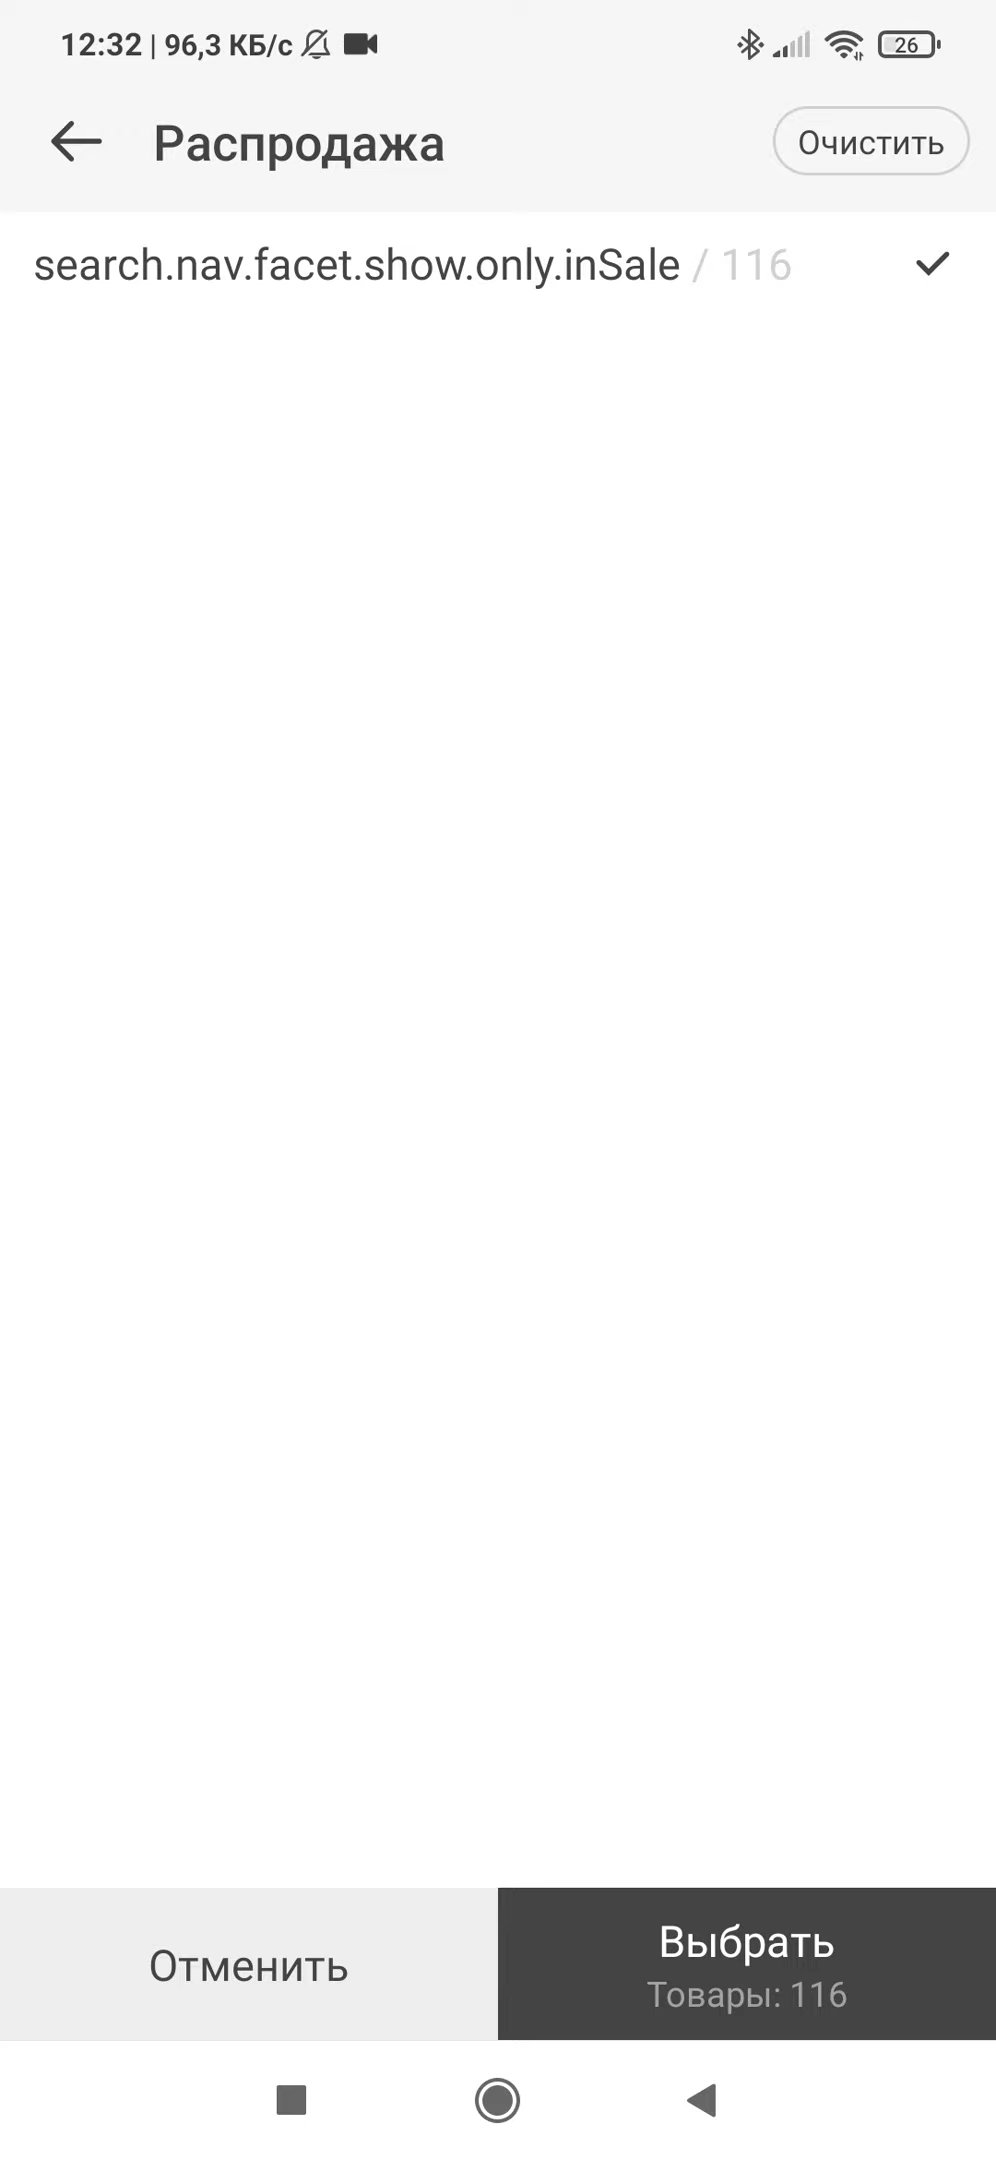 12:32 | 96,3 КБ/с
26
Распродажа
Очистить
search.nav.facet.show.only.inSale / 116
Отменить
Выбрать
Товары: 116